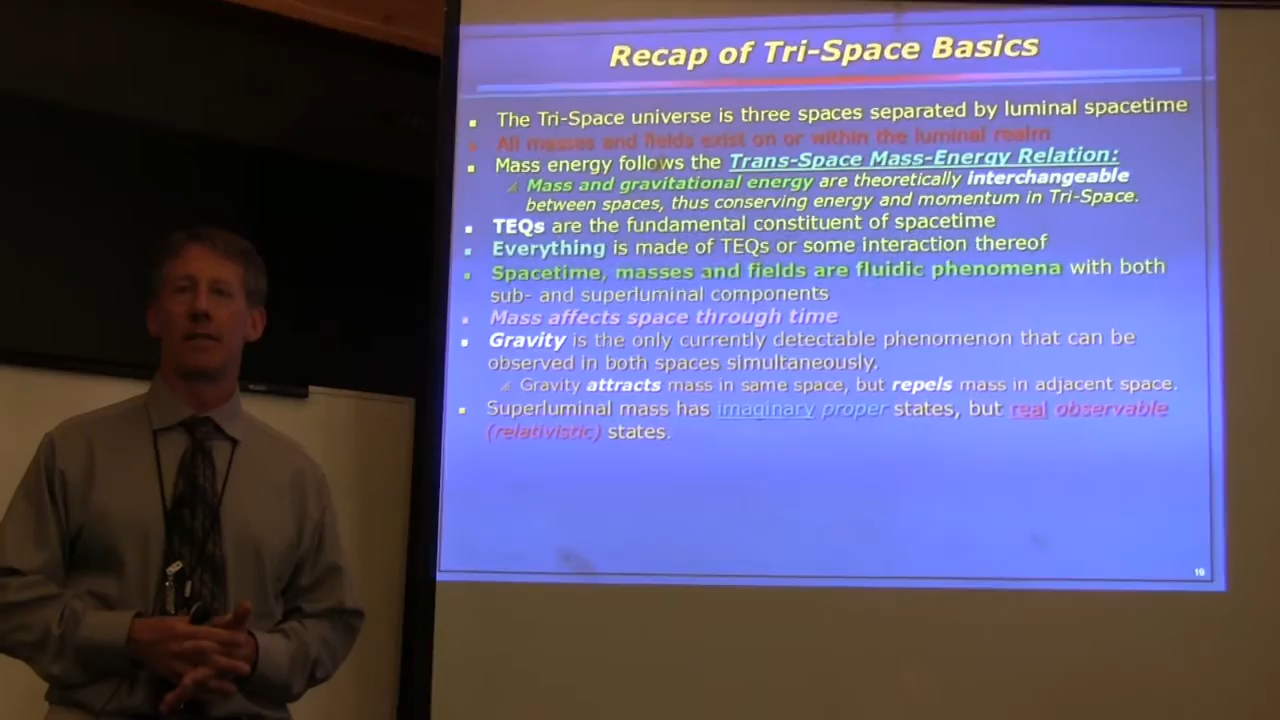 Recap of Tri-Space Basics
The Tri-Space universe is three spaces separated by luminal spacetime
All masses and fields exist on or within the luminal realm
Mass energy follows the Trans-Space Mass-Energy Relation:
Mass and gravitational energy are theoretically interchangeable
between spaces, thus conserving energy and momentum in Tri-Space.
TEQs are the fundamental constituent of spacetime
Everything is made of TEQs or some interaction thereof
Spacetime, masses and fields are fluidic phenomena with both
sub- and superluminal components
Mass affects space through time
Gravity is the only currently detectable phenomenon that can be
observed in both spaces simultaneously.
Gravity attracts mass in same space, but repels mass in adjacent space.
Superluminal mass has imaginary proper states, but real observable
(relativistic) states.
19